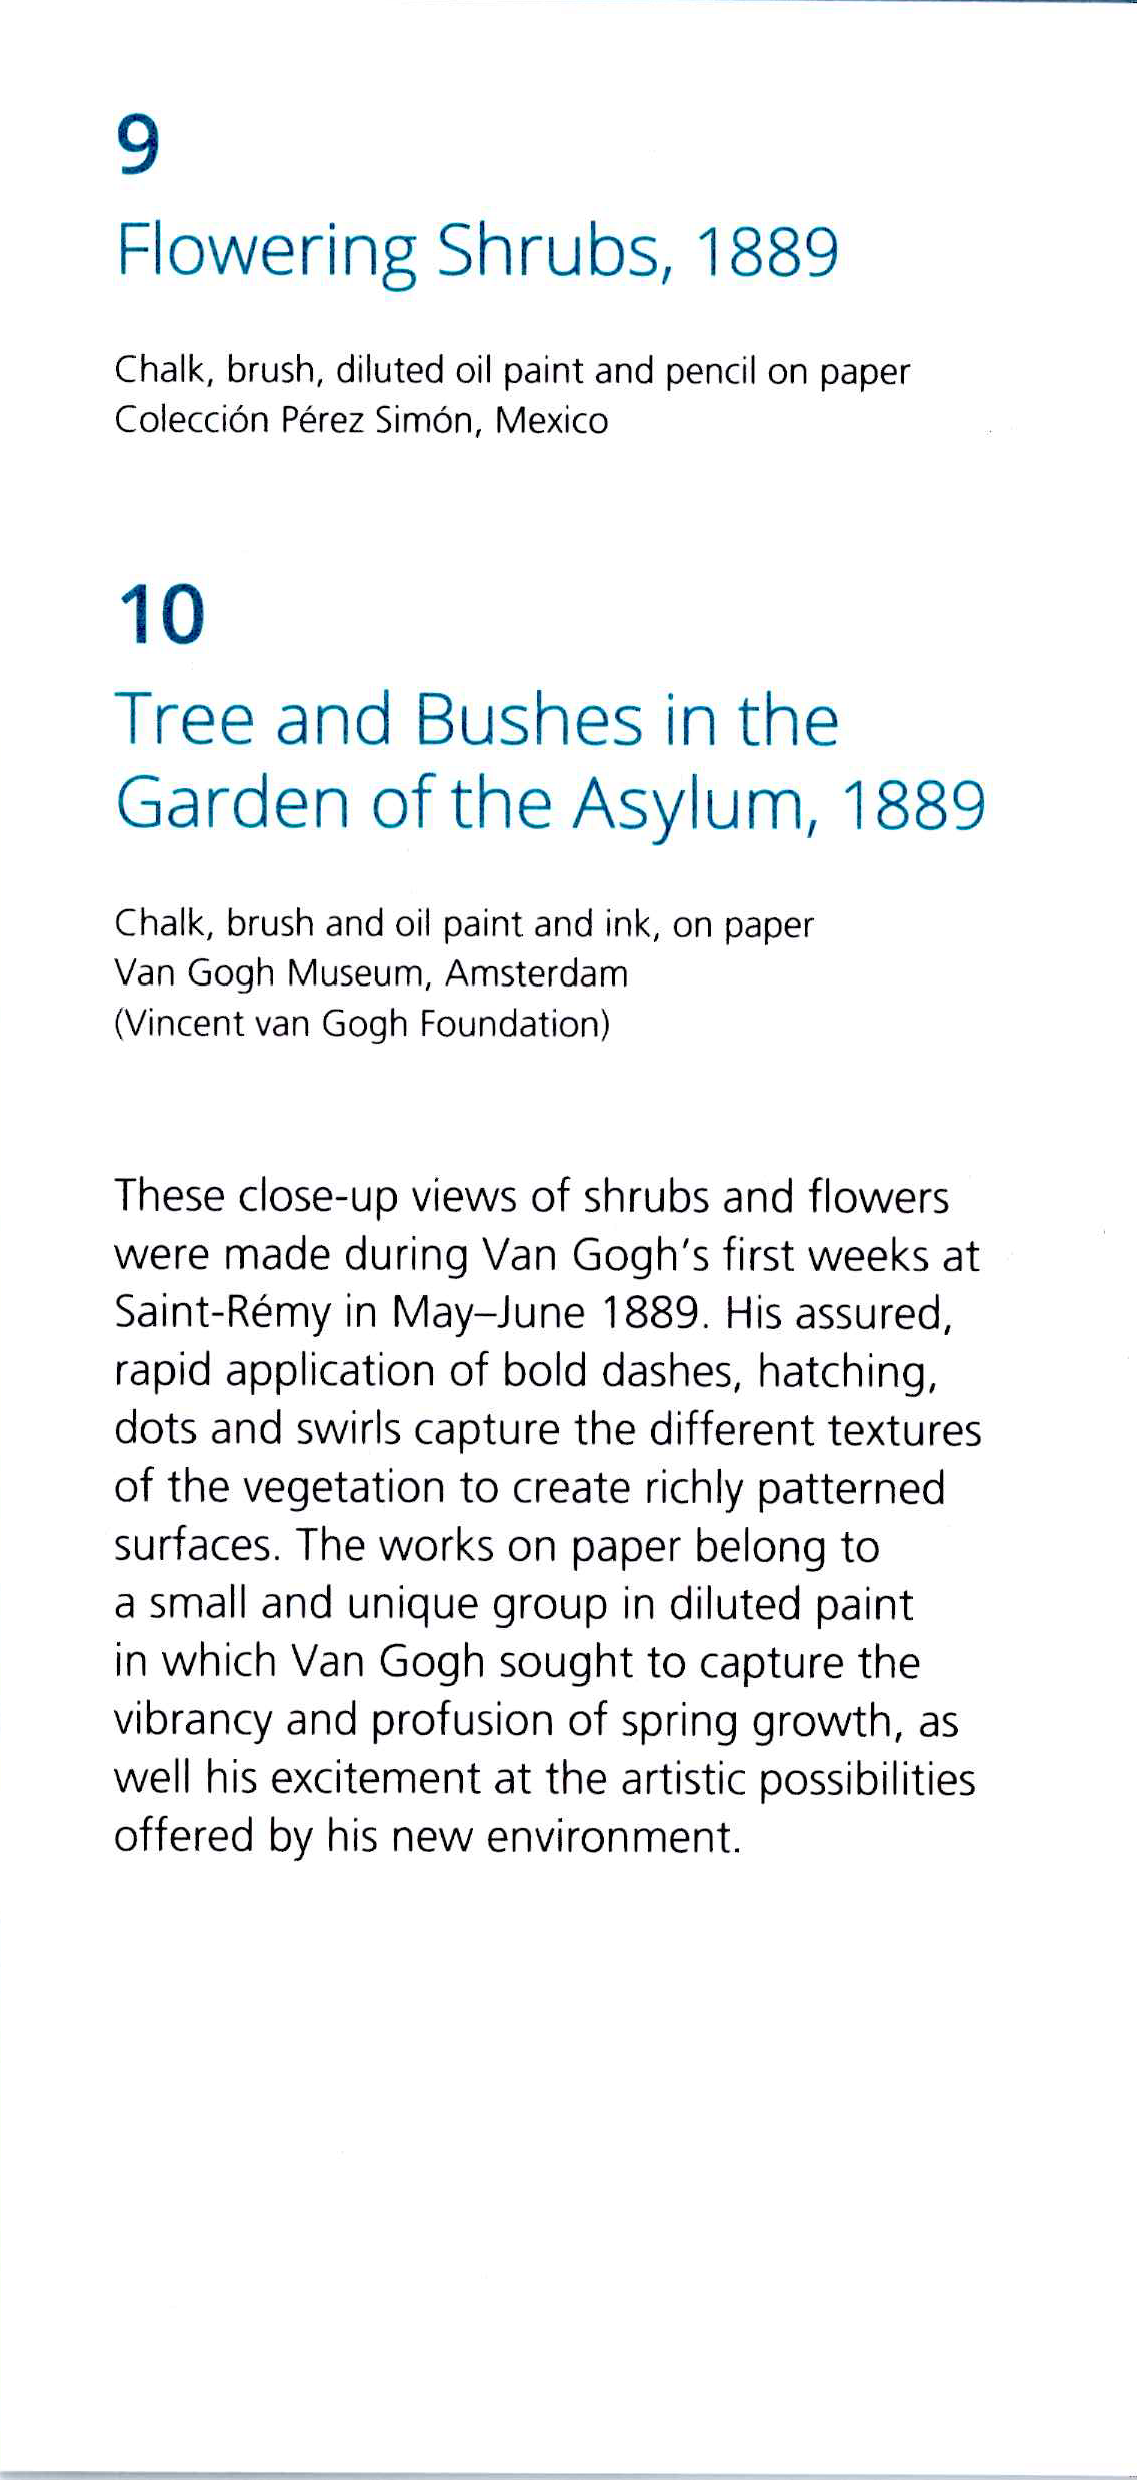 9
Flowering Shrubs, 1889
Chalk, brush, diluted oil paint and pencil on paper
Colección Pérez Simón, Mexico
10
Tree and Bushes in the
Garden of the Asylum, 1889
Chalk, brush and oil paint and ink, on paper
Van Gogh Museum, Amsterdam
(Vincent van Gogh Foundation)
These close-up views of shrubs and flowers
were made during Van Gogh's first weeks at
Saint-Rémy in May–June 1889. His assured,
rapid application of bold dashes, hatching,
dots and swirls capture the different textures
of the vegetation to create richly patterned
surfaces. The works on paper belong to
a small and unique group in diluted paint
in which Van Gogh sought to capture the
vibrancy and profusion of spring growth, as
well his excitement at the artistic possibilities
offered by his new environment.